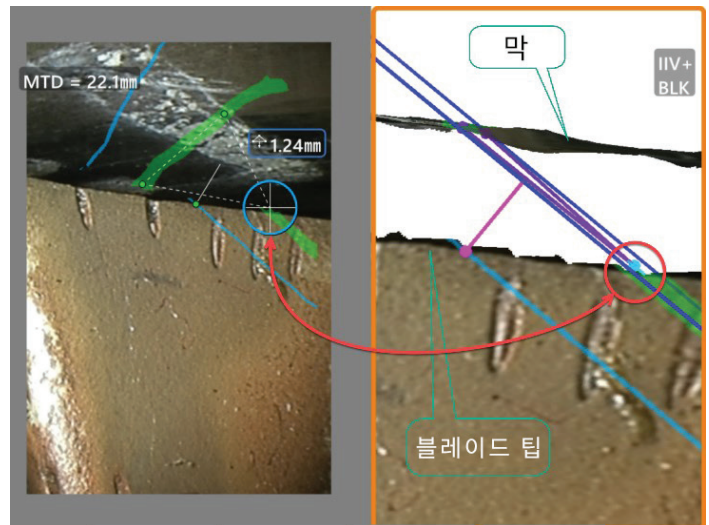 MTD = 22.1mm
1.24mm
막
IIV+
BLK
블레이드 팁